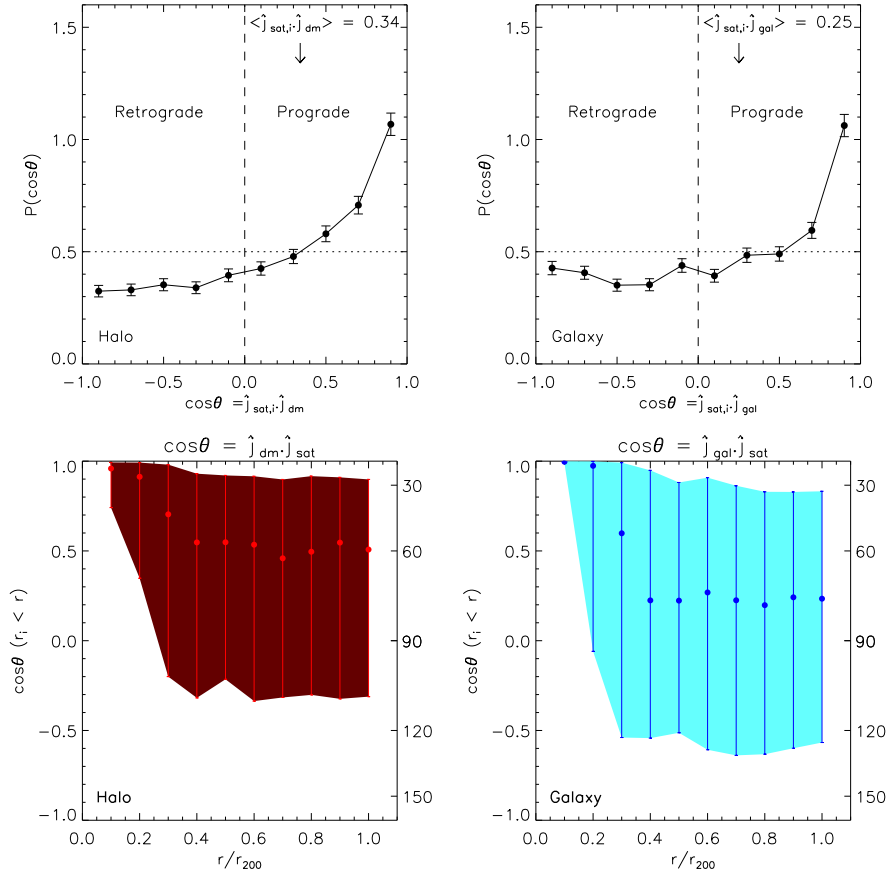 <ĵsat,i.ĵdm> = 0.34
1.5
1.0
0.5
0.0
P(cosθ)
Retrograde
Prograde
Halo
−1.0 −0.5 0.0 0.5 1.0
cosθ =ĵsat,i.ĵdm
<ĵsat,i.ĵgal> = 0.25
1.5
1.0
0.5
0.0
P(cosθ)
Retrograde
Prograde
Galaxy
−1.0 −0.5 0.0 0.5 1.0
cosθ =ĵsat,i.ĵgal
cosθ = ĵdm.ĵsat
1.0
0.5
0.0
−0.5
−1.0
cosθ (ri < r)
30
60
90
120
150
Halo
0.0 0.2 0.4 0.6 0.8 1.0
r/r200
cosθ = ĵgal.ĵsat
1.0
0.5
0.0
−0.5
−1.0
cosθ (ri < r)
30
60
90
120
150
Galaxy
0.0 0.2 0.4 0.6 0.8 1.0
r/r200